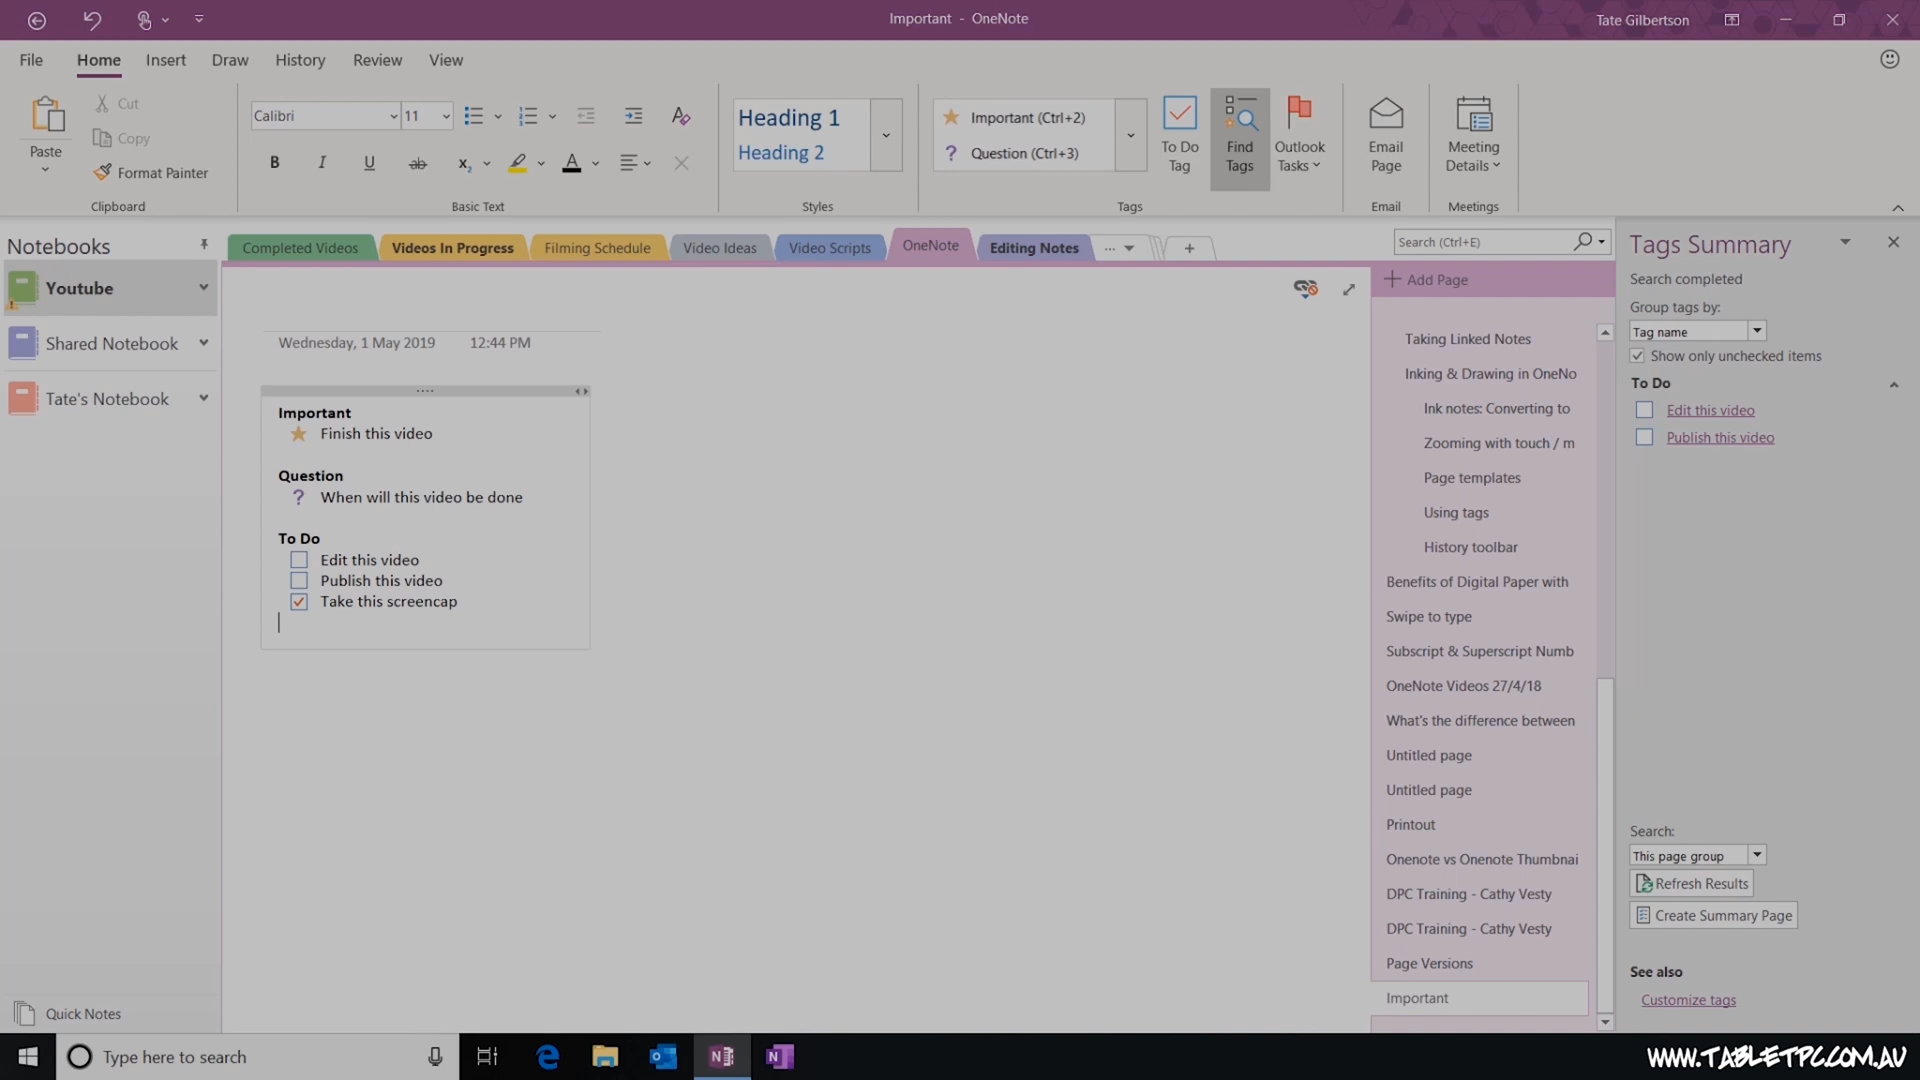 Important - OneNote
Tate Gilbertson
File Home Insert Draw History Review View
Paste
Cut
Copy
Format Painter
Clipboard
Calibri 11
B I U ab x₂ A
Basic Text
Heading 1
Heading 2
Styles
Important (Ctrl+2)
? Question (Ctrl+3)
To Do
Tag
Find
Tags
Outlook
Tasks
Tags
Email
Page
Email
Meeting
Details
Meetings
Notebooks
Youtube
Shared Notebook
Tate's Notebook
Quick Notes
Completed Videos Videos In Progress Filming Schedule Video Ideas Video Scripts OneNote Editing Notes ... +
Search (Ctrl+E)
Wednesday, 1 May 2019 12:44 PM
Important
Finish this video
Question
? When will this video be done
To Do
Edit this video
Publish this video
Take this screencap
+ Add Page
Taking Linked Notes
Inking & Drawing in OneNo
Ink notes: Converting to
Zooming with touch / m
Page templates
Using tags
History toolbar
Benefits of Digital Paper with
Swipe to type
Subscript & Superscript Numb
OneNote Videos 27/4/18
What's the difference between
Untitled page
Untitled page
Printout
Onenote vs Onenote Thumbnai
DPC Training - Cathy Vesty
DPC Training - Cathy Vesty
Page Versions
Important
Tags Summary
Search completed
Group tags by:
Tag name
Show only unchecked items
To Do
Edit this video
Publish this video
Search:
This page group
Refresh Results
Create Summary Page
See also
Customize tags
Type here to search
WWW.TABLETPC.COM.AU